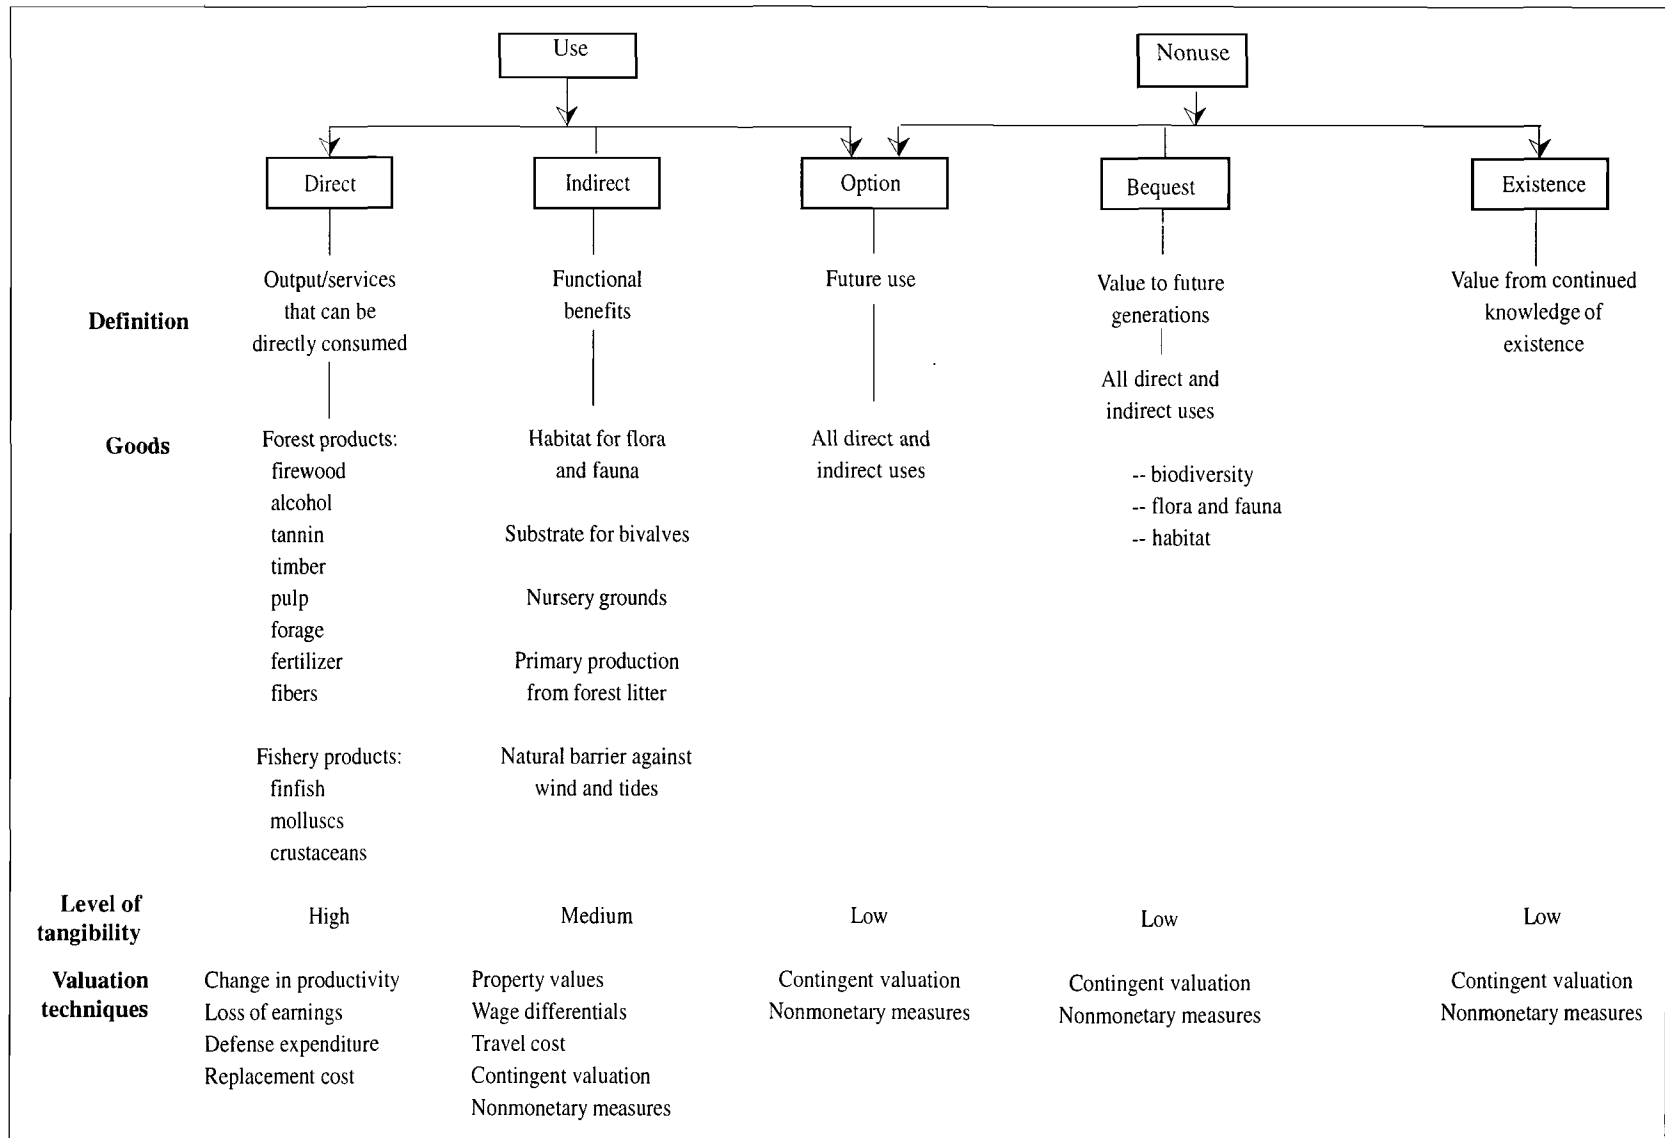 Use
Nonuse
Direct
Indirect
Option
Bequest
Existence
Definition
Output/services
that can be
directly consumed
Functional
benefits
Future use
Value to future
generations
Value from continued
knowledge of
existence
Goods
Forest products:
firewood
alcohol
tannin
timber
pulp
forage
fertilizer
fibers
Fishery products:
finfish
molluscs
crustaceans
Habitat for flora
and fauna
Substrate for bivalves
Nursery grounds
Primary production
from forest litter
Natural barrier against
wind and tides
All direct and
indirect uses
All direct and
indirect uses
-- biodiversity
-- flora and fauna
-- habitat
Level of
tangibility
High
Medium
Low
Low
Low
Valuation
techniques
Change in productivity
Loss of earnings
Defense expenditure
Replacement cost
Property values
Wage differentials
Travel cost
Contingent valuation
Nonmonetary measures
Contingent valuation
Nonmonetary measures
Contingent valuation
Nonmonetary measures
Contingent valuation
Nonmonetary measures